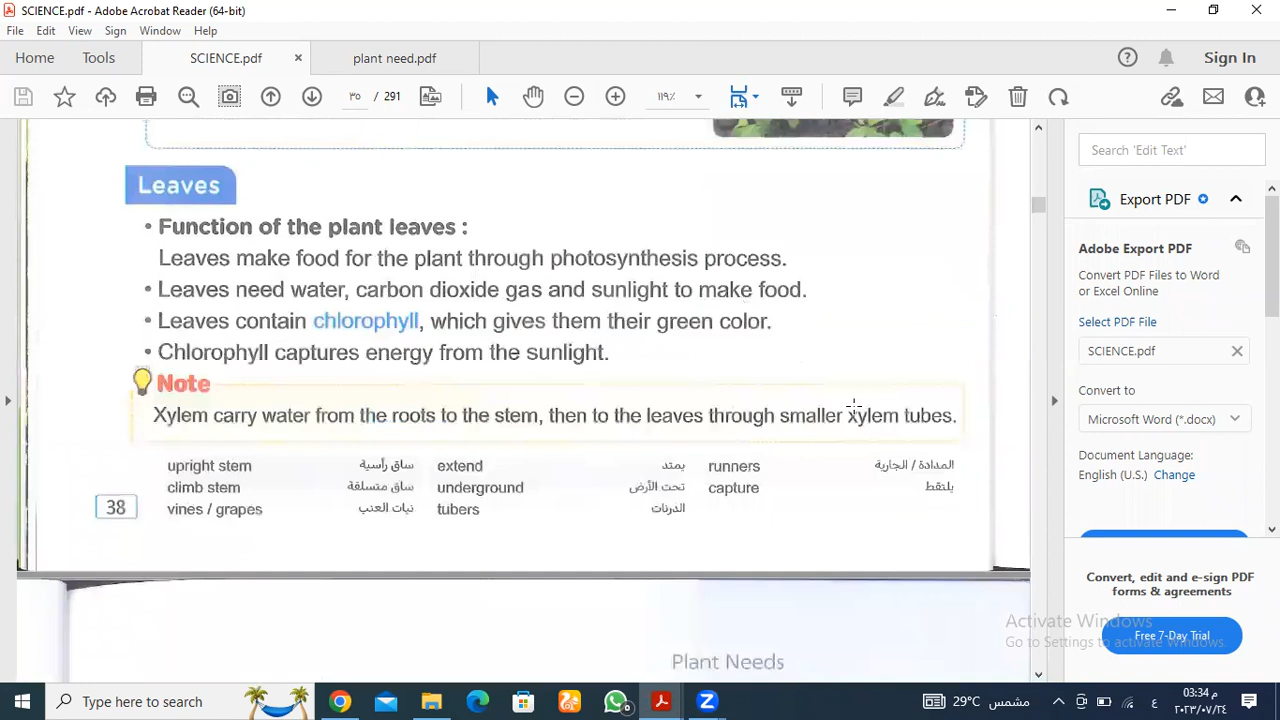 SCIENCE.pdf - Adobe Acrobat Reader (64-bit)
File Edit View Sign Window Help
Home Tools SCIENCE.pdf × plant need.pdf Sign In
٣٥ / 291 ١١٩٪
Leaves
• Function of the plant leaves :
Leaves make food for the plant through photosynthesis process.
• Leaves need water, carbon dioxide gas and sunlight to make food.
• Leaves contain chlorophyll, which gives them their green color.
• Chlorophyll captures energy from the sunlight.
Note
Xylem carry water from the roots to the stem, then to the leaves through smaller xylem tubes.
upright stem ساق رأسية extend يمتد runners المدادة / الجارية
climb stem ساق متسلقة underground تحت الأرض capture يلتقط
vines / grapes نبات العنب tubers الدرنات
38
Plant Needs
Search 'Edit Text'
Export PDF
Adobe Export PDF
Convert PDF Files to Word
or Excel Online
Select PDF File
SCIENCE.pdf
Convert to
Microsoft Word (*.docx)
Document Language:
English (U.S.) Change
Convert, edit and e-sign PDF
forms & agreements
Free 7-Day Trial
Activate Windows
Go to Settings to activate Windows.
Type here to search
29°C مشمس
ع
03:34 م
٢٠٢٣/٠٧/٢٤